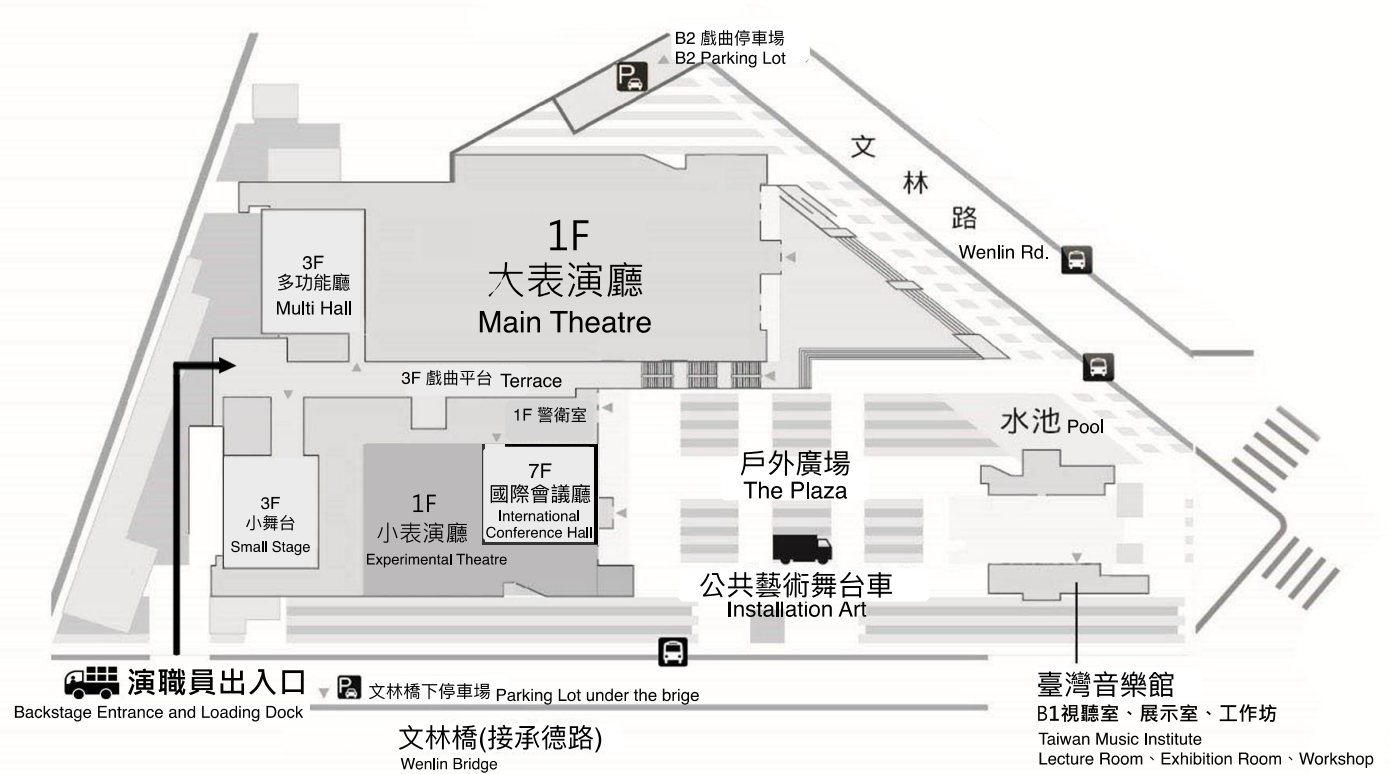 B2 戲曲停車場
B2 Parking Lot
文林路
Wenlin Rd.
1F
大表演廳
Main Theatre
3F
多功能廳
Multi Hall
3F 戲曲平台 Terrace
1F 警衛室
水池 Pool
戶外廣場
The Plaza
7F
國際會議廳
International
Conference Hall
1F
小表演廳
Experimental Theatre
3F
小舞台
Small Stage
公共藝術舞台車
Installation Art
演職員出入口
Backstage Entrance and Loading Dock
P 文林橋下停車場 Parking Lot under the brige
文林橋(接承德路)
Wenlin Bridge
臺灣音樂館
B1視聽室、展示室、工作坊
Taiwan Music Institute
Lecture Room、Exhibition Room、Workshop
P